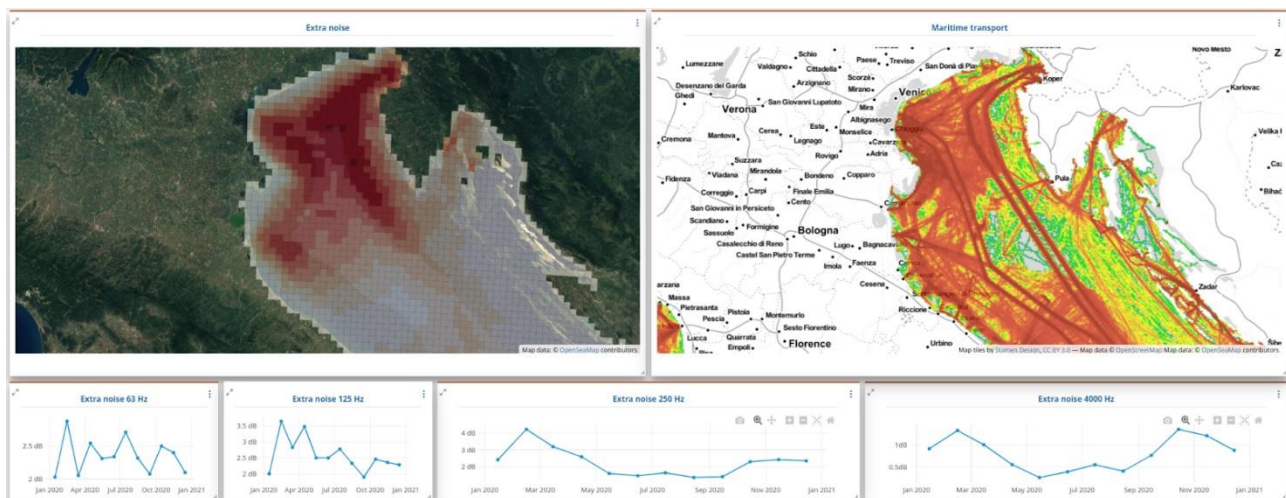 Extra noise
Map data: © OpenSeaMap contributors
Maritime transport
Lumezzane
Schio
Valdagno
Cittadella
Arzignano
Paese
Treviso
Scorzè
Mirano
San Donà di Pia
Desenzano del Garda
Ghedi
San Giovanni Lupatoto
Verona
Mira
Albignasego
Este
Monselice
Cavarz
Koper
Novo Mesto
Karlovac
Velika
Cremona
Mantova
Cerea
Legnago
Rovigo
Adria
Suzzara
Mirandola
Fidenza
Viadana
Bondeno
Copparo
Correggio
Carpi
Finale Emilia
San Giovanni in Persiceto
Cento
Scandiano
Formigine
Sassuolo
Bologna
Pula
Casalecchio di Reno
Castel San Pietro Terme
Lugo
Bagnacava
Imola
Faenza
Cesena
Riccione
Zadar
Massa
Pietrasanta
Pistoia
Montemurlo
Pescia
Lucca
Quarrata
Sesto Fiorentino
Empoli
Florence
Urbino
Map tiles by Stamen Design, CC BY 3.0 — Map data © OpenStreetMap Map data: © OpenSeaMap contributors
Extra noise 63 Hz
2.5 dB
2 dB
Jan 2020 Apr 2020 Jul 2020 Oct 2020 Jan 2021
Extra noise 125 Hz
3.5 dB
3 dB
2.5 dB
2 dB
Jan 2020 Apr 2020 Jul 2020 Oct 2020 Jan 2021
Extra noise 250 Hz
4 dB
3 dB
2 dB
Jan 2020 Mar 2020 May 2020 Jul 2020 Sep 2020 Nov 2020 Jan 2021
Extra noise 4000 Hz
1dB
0.5dB
Jan 2020 Mar 2020 May 2020 Jul 2020 Sep 2020 Nov 2020 Jan 2021